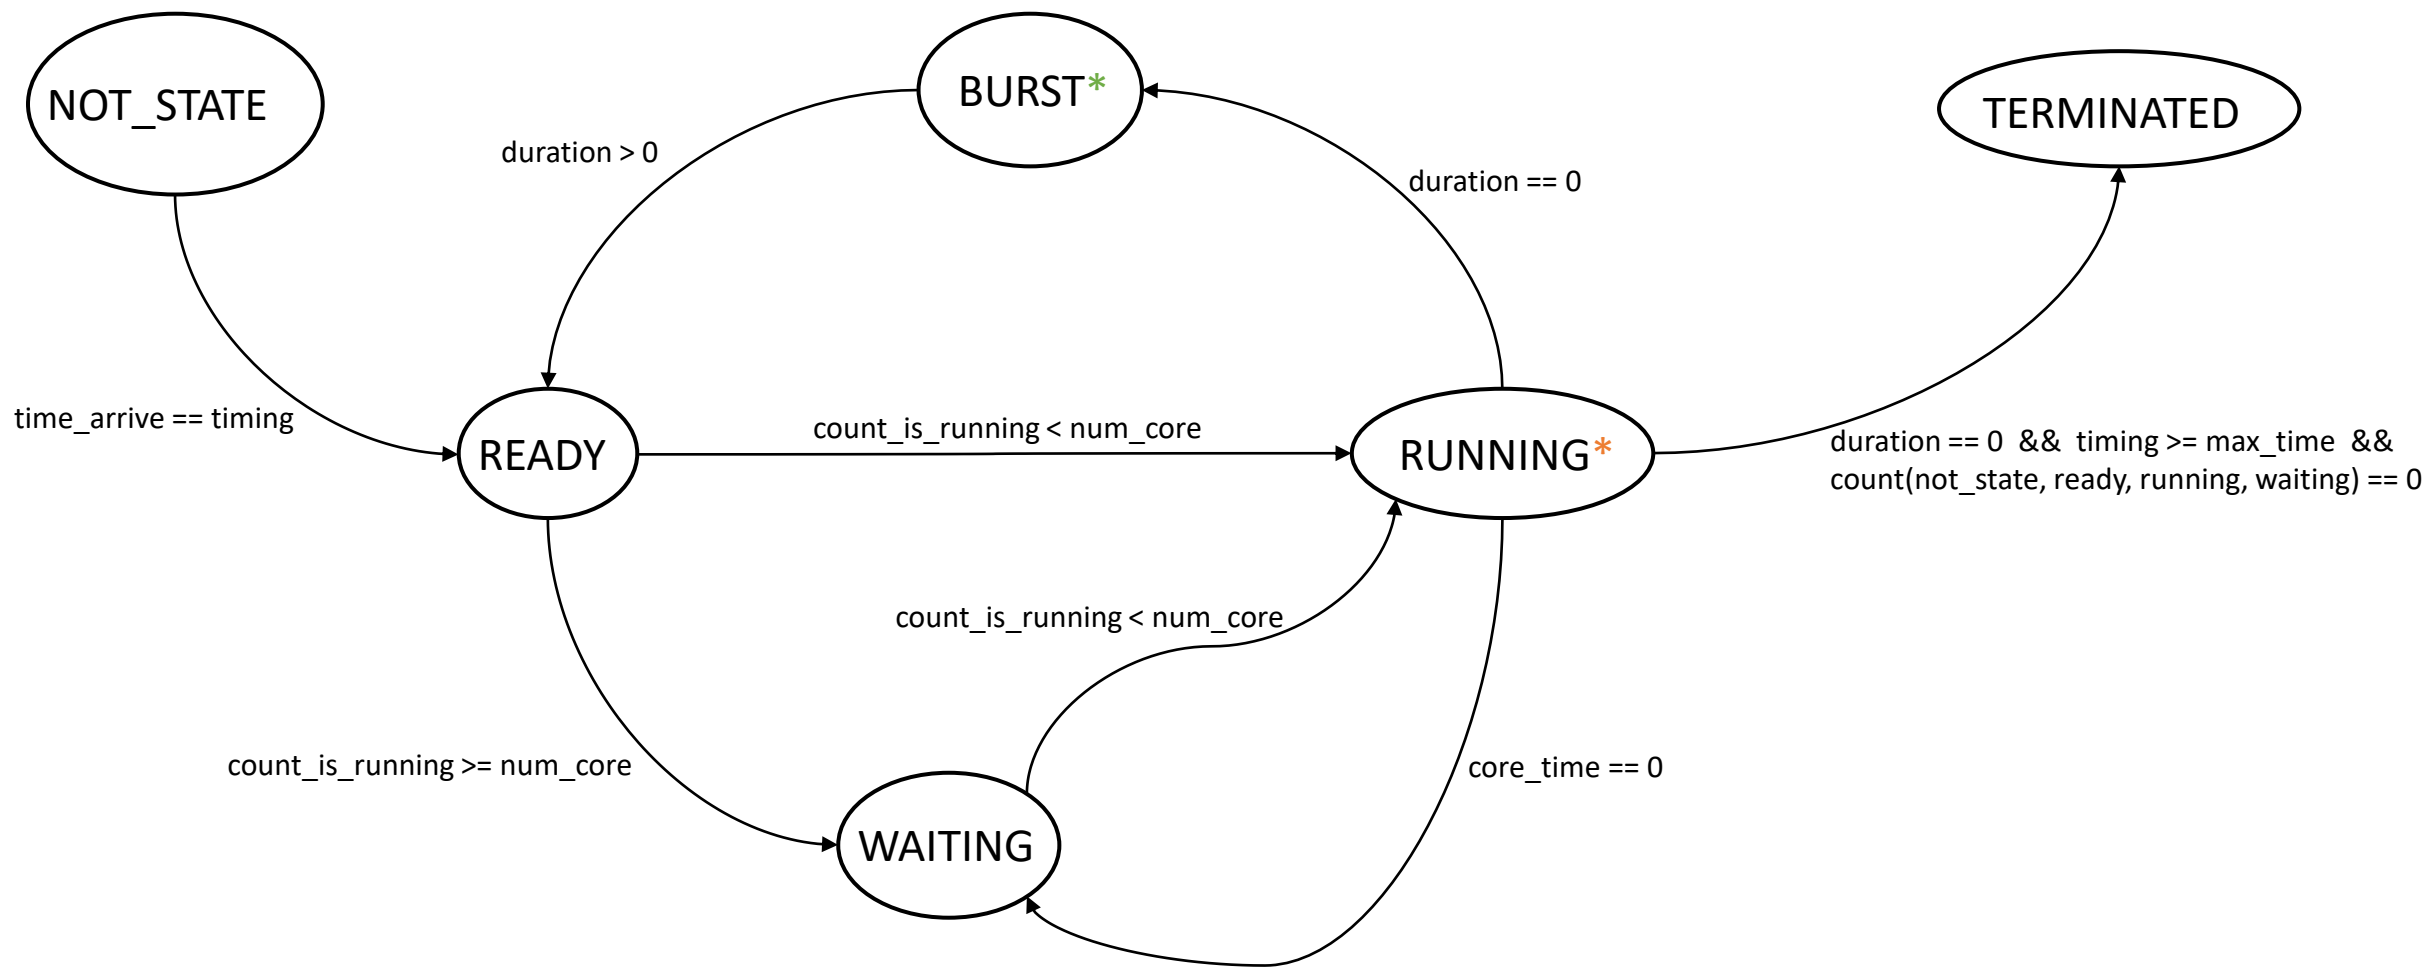 NOT_STATE
BURST*
TERMINATED
duration > 0
duration == 0
time_arrive == timing
READY
count_is_running < num_core
RUNNING*
duration == 0  &&  timing >= max_time  &&
count(not_state, ready, running, waiting) == 0
count_is_running < num_core
count_is_running >= num_core
core_time == 0
WAITING